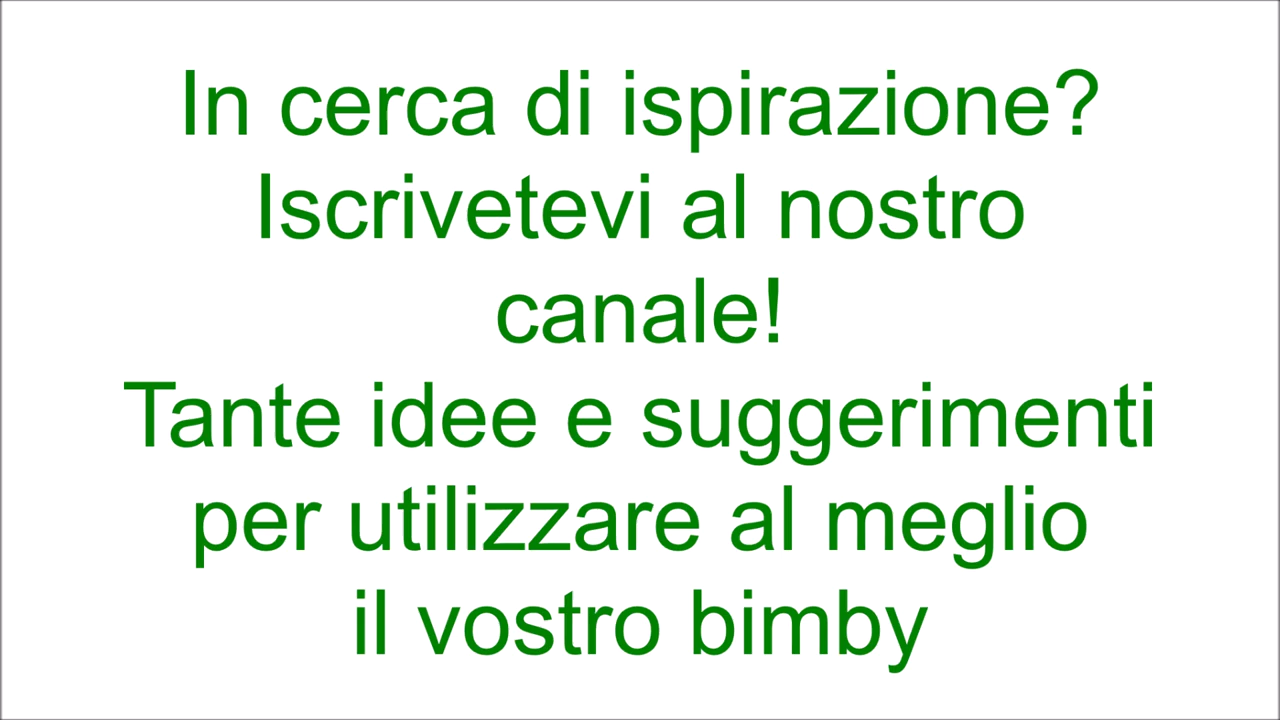 In cerca di ispirazione?
Iscrivetevi al nostro
canale!
Tante idee e suggerimenti
per utilizzare al meglio
il vostro bimby